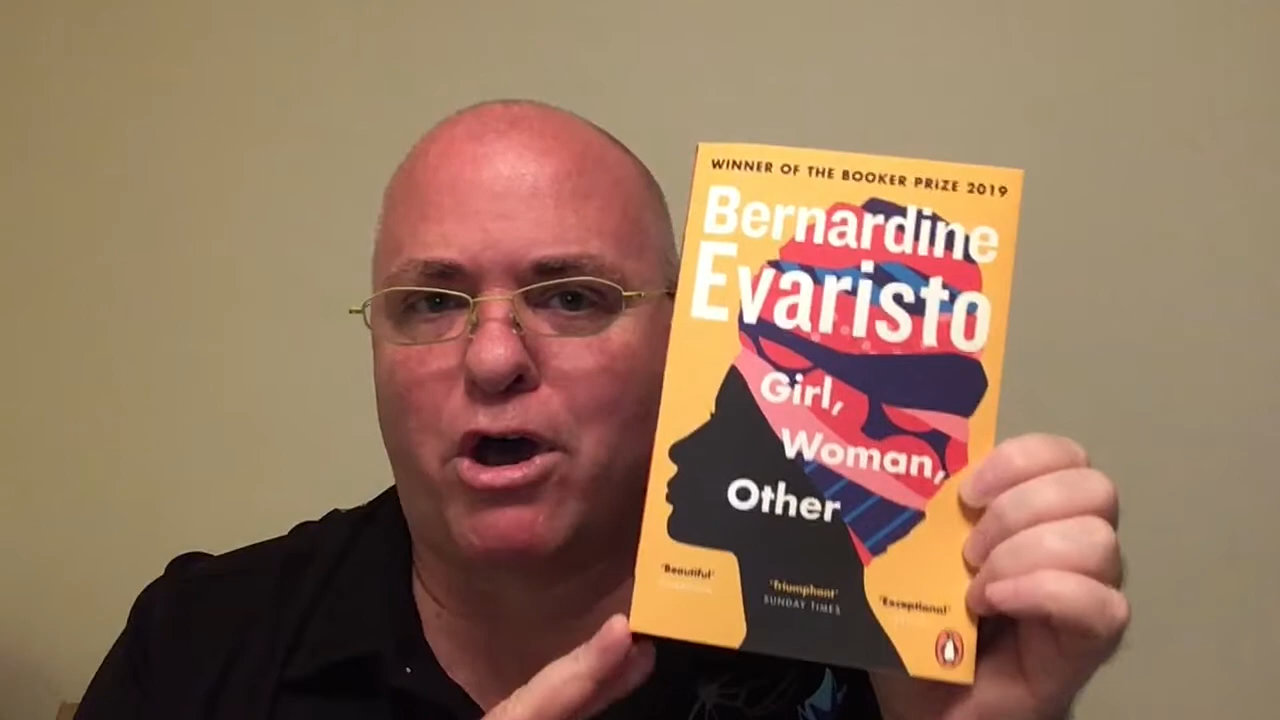 WINNER OF THE BOOKER PRIZE 2019
Bernardine
Evaristo
Girl,
Woman,
Other
'Beautiful'
'Triumphant'
SUNDAY TIMES
'Exceptional'